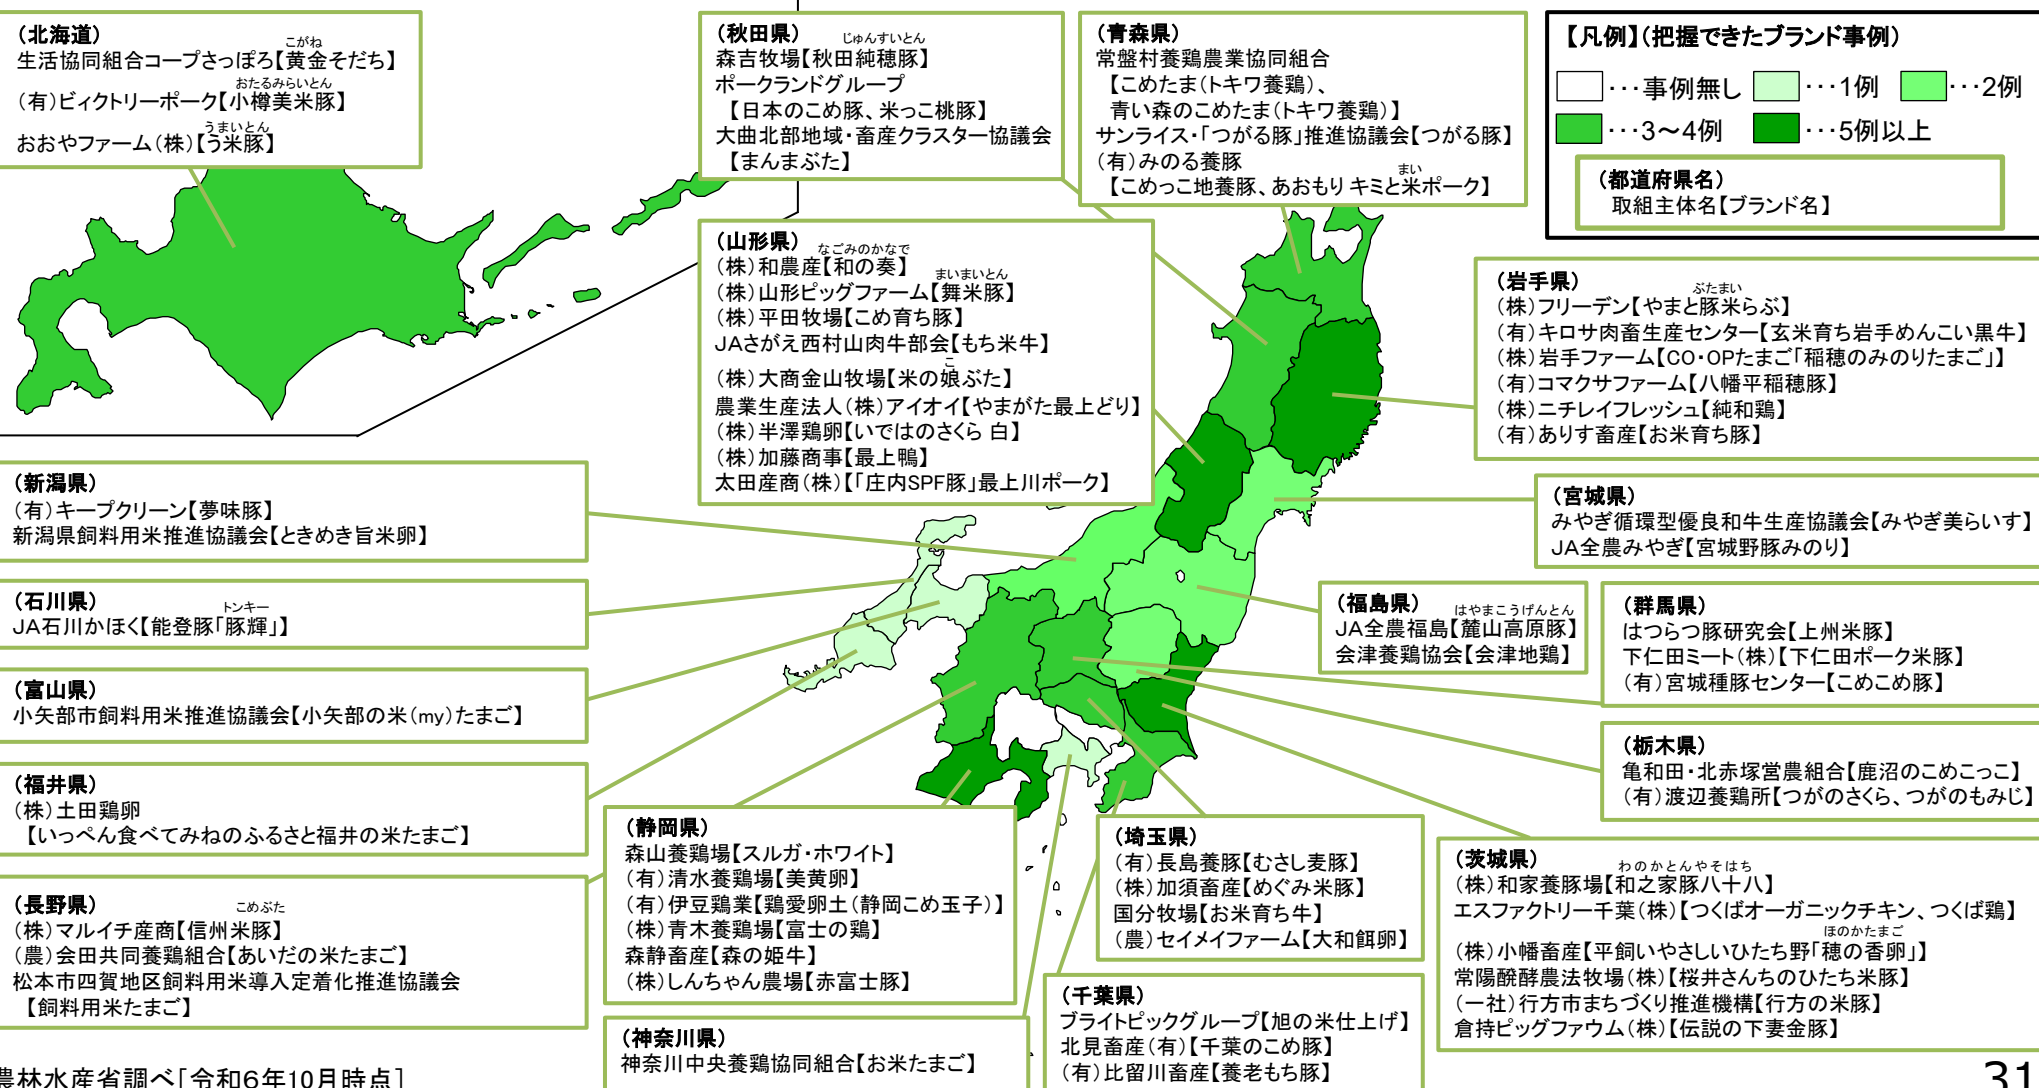 (北海道)
こがね
生活協同組合コープさっぽろ【黄金そだち】
おたるみらいとん
(有)ビィクトリーポーク【小樽美米豚】
うまいとん
おおやファーム(株)【う米豚】
(秋田県)
じゅんすいとん
森吉牧場【秋田純穂豚】
ポークランドグループ
【日本のこめ豚、米っこ桃豚】
大曲北部地域・畜産クラスター協議会
【まんまぶた】
(青森県)
常盤村養鶏農業協同組合
【こめたま(トキワ養鶏)、
青い森のこめたま(トキワ養鶏)】
サンライス・「つがる豚」推進協議会【つがる豚】
(有)みのる養豚
まい
【こめっこ地養豚、あおもり キミと米ポーク】
【凡例】(把握できたブランド事例)
・・・事例無し ・・・1例 ・・・2例
・・・3～4例 ・・・5例以上
(都道府県名)
取組主体名【ブランド名】
(山形県)
なごみのかなで
(株)和農産【和の奏】
まいまいとん
(株)山形ピッグファーム【舞米豚】
(株)平田牧場【こめ育ち豚】
JAさがえ西村山肉牛部会【もち米牛】
こ
(株)大商金山牧場【米の娘ぶた】
農業生産法人(株)アイオイ【やまがた最上どり】
(株)半澤鶏卵【いではのさくら 白】
(株)加藤商事【最上鴨】
太田産商(株)【「庄内SPF豚」最上川ポーク】
(岩手県)
ぶたまい
(株)フリーデン【やまと豚米らぶ】
(有)キロサ肉畜生産センター【玄米育ち岩手めんこい黒牛】
(株)岩手ファーム【CO・OPたまご「稲穂のみのりたまご」】
(有)コマクサファーム【八幡平稲穂豚】
(株)ニチレイフレッシュ【純和鶏】
(有)ありす畜産【お米育ち豚】
(新潟県)
(有)キープクリーン【夢味豚】
新潟県飼料用米推進協議会【ときめき旨米卵】
(宮城県)
みやぎ循環型優良和牛生産協議会【みやぎ美らいす】
JA全農みやぎ【宮城野豚みのり】
(石川県)
トンキー
JA石川かほく【能登豚「豚輝」】
(福島県)
はやまこうげんとん
JA全農福島【麓山高原豚】
会津養鶏協会【会津地鶏】
(群馬県)
はつらつ豚研究会【上州米豚】
下仁田ミート(株)【下仁田ポーク米豚】
(有)宮城種豚センター【こめこめ豚】
(富山県)
小矢部市飼料用米推進協議会【小矢部の米(my)たまご】
(栃木県)
亀和田・北赤塚営農組合【鹿沼のこめこっこ】
(有)渡辺養鶏所【つがのさくら、つがのもみじ】
(福井県)
(株)土田鶏卵
【いっぺん食べてみねのふるさと福井の米たまご】
(長野県)
こめぶた
(株)マルイチ産商【信州米豚】
(農)会田共同養鶏組合【あいだの米たまご】
松本市四賀地区飼料用米導入定着化推進協議会
【飼料用米たまご】
(静岡県)
森山養鶏場【スルガ・ホワイト】
(有)清水養鶏場【美黄卵】
(有)伊豆鶏業【鶏愛卵土(静岡こめ玉子)】
(株)青木養鶏場【富士の鶏】
森静畜産【森の姫牛】
(株)しんちゃん農場【赤富士豚】
(埼玉県)
(有)長島養豚【むさし麦豚】
(株)加須畜産【めぐみ米豚】
国分牧場【お米育ち牛】
(農)セイメイファーム【大和餌卵】
(茨城県)
わのかとんやそはち
(株)和家養豚場【和之家豚八十八】
エスファクトリー千葉(株)【つくばオーガニックチキン、つくば鶏】
ほのかたまご
(株)小幡畜産【平飼いやさしいひたち野「穂の香卵」】
常陽醗酵農法牧場(株)【桜井さんちのひたち米豚】
(一社)行方市まちづくり推進機構【行方の米豚】
倉持ピッグファウム(株)【伝説の下妻金豚】
(神奈川県)
神奈川中央養鶏協同組合【お米たまご】
(千葉県)
ブライトピックグループ【旭の米仕上げ】
北見畜産(有)【千葉のこめ豚】
(有)比留川畜産【養老もち豚】
農林水産省調べ[令和6年10月時点]
31